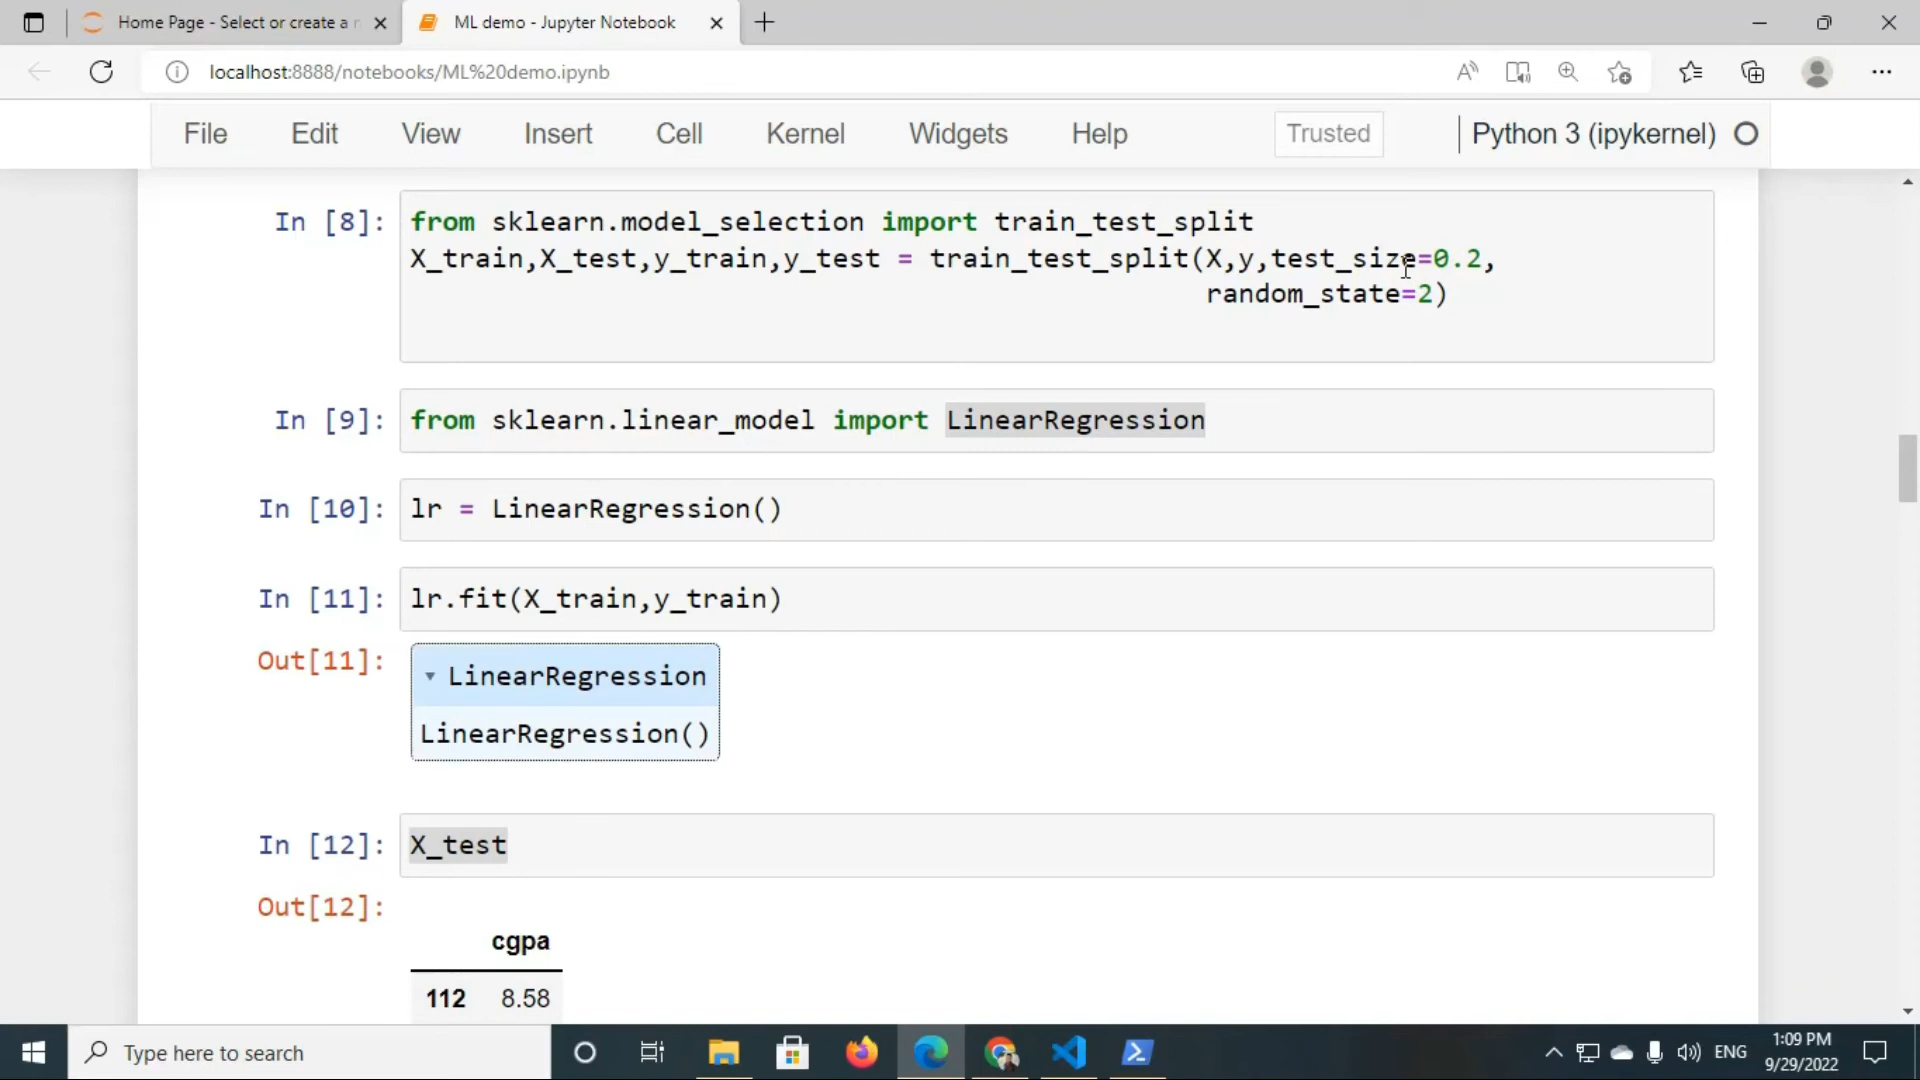 Home Page - Select or create a n
ML demo - Jupyter Notebook
localhost:8888/notebooks/ML%20demo.ipynb
File Edit View Insert Cell Kernel Widgets Help Trusted Python 3 (ipykernel)
In [8]: from sklearn.model_selection import train_test_split
X_train,X_test,y_train,y_test = train_test_split(X,y,test_size=0.2,
random_state=2)
In [9]: from sklearn.linear_model import LinearRegression
In [10]: lr = LinearRegression()
In [11]: lr.fit(X_train,y_train)
Out[11]: ▾ LinearRegression
LinearRegression()
In [12]: X_test
Out[12]:
cgpa
112 8.58
Type here to search
ENG
1:09 PM
9/29/2022